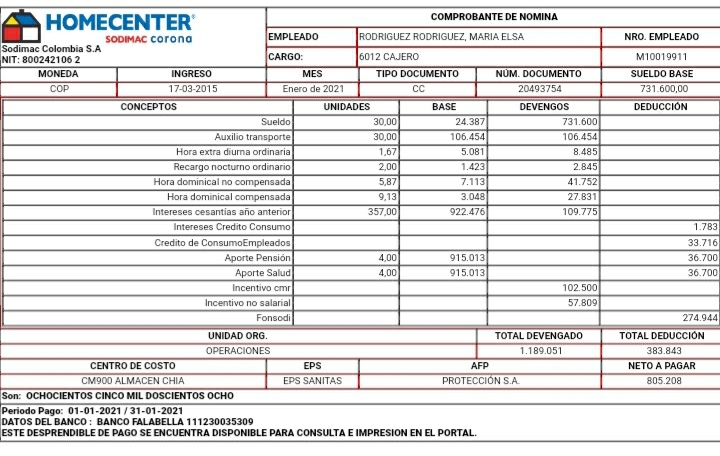 HOMECENTER
SODIMAC corona
Sodimac Colombia S.A
NIT: 800242106 2
COMPROBANTE DE NOMINA
EMPLEADO RODRIGUEZ RODRIGUEZ, MARIA ELSA NRO. EMPLEADO
CARGO: 6012 CAJERO M10019911
MONEDA INGRESO MES TIPO DOCUMENTO NÚM. DOCUMENTO SUELDO BASE
COP 17-03-2015 Enero de 2021 CC 20493754 731.600,00
CONCEPTOS UNIDADES BASE DEVENGOS DEDUCCIÓN
Sueldo 30,00 24.387 731.600
Auxilio transporte 30,00 106.454 106.454
Hora extra diurna ordinaria 1,67 5.081 8.485
Recargo nocturno ordinario 2,00 1.423 2.845
Hora dominical no compensada 5,87 7.113 41.752
Hora dominical compensada 9,13 3.048 27.831
Intereses cesantías año anterior 357,00 922.476 109.775
Intereses Credito Consumo 1.783
Credito de ConsumoEmpleados 33.716
Aporte Pensión 4,00 915.013 36.700
Aporte Salud 4,00 915.013 36.700
Incentivo cmr 102.500
Incentivo no salarial 57.809
Fonsodi 274.944
UNIDAD ORG. TOTAL DEVENGADO TOTAL DEDUCCIÓN
OPERACIONES 1.189.051 383.843
CENTRO DE COSTO EPS AFP NETO A PAGAR
CM900 ALMACEN CHIA EPS SANITAS PROTECCIÓN S.A. 805.208
Son: OCHOCIENTOS CINCO MIL DOSCIENTOS OCHO
Periodo Pago: 01-01-2021 / 31-01-2021
DATOS DEL BANCO : BANCO FALABELLA 111230035309
ESTE DESPRENDIBLE DE PAGO SE ENCUENTRA DISPONIBLE PARA CONSULTA E IMPRESION EN EL PORTAL.